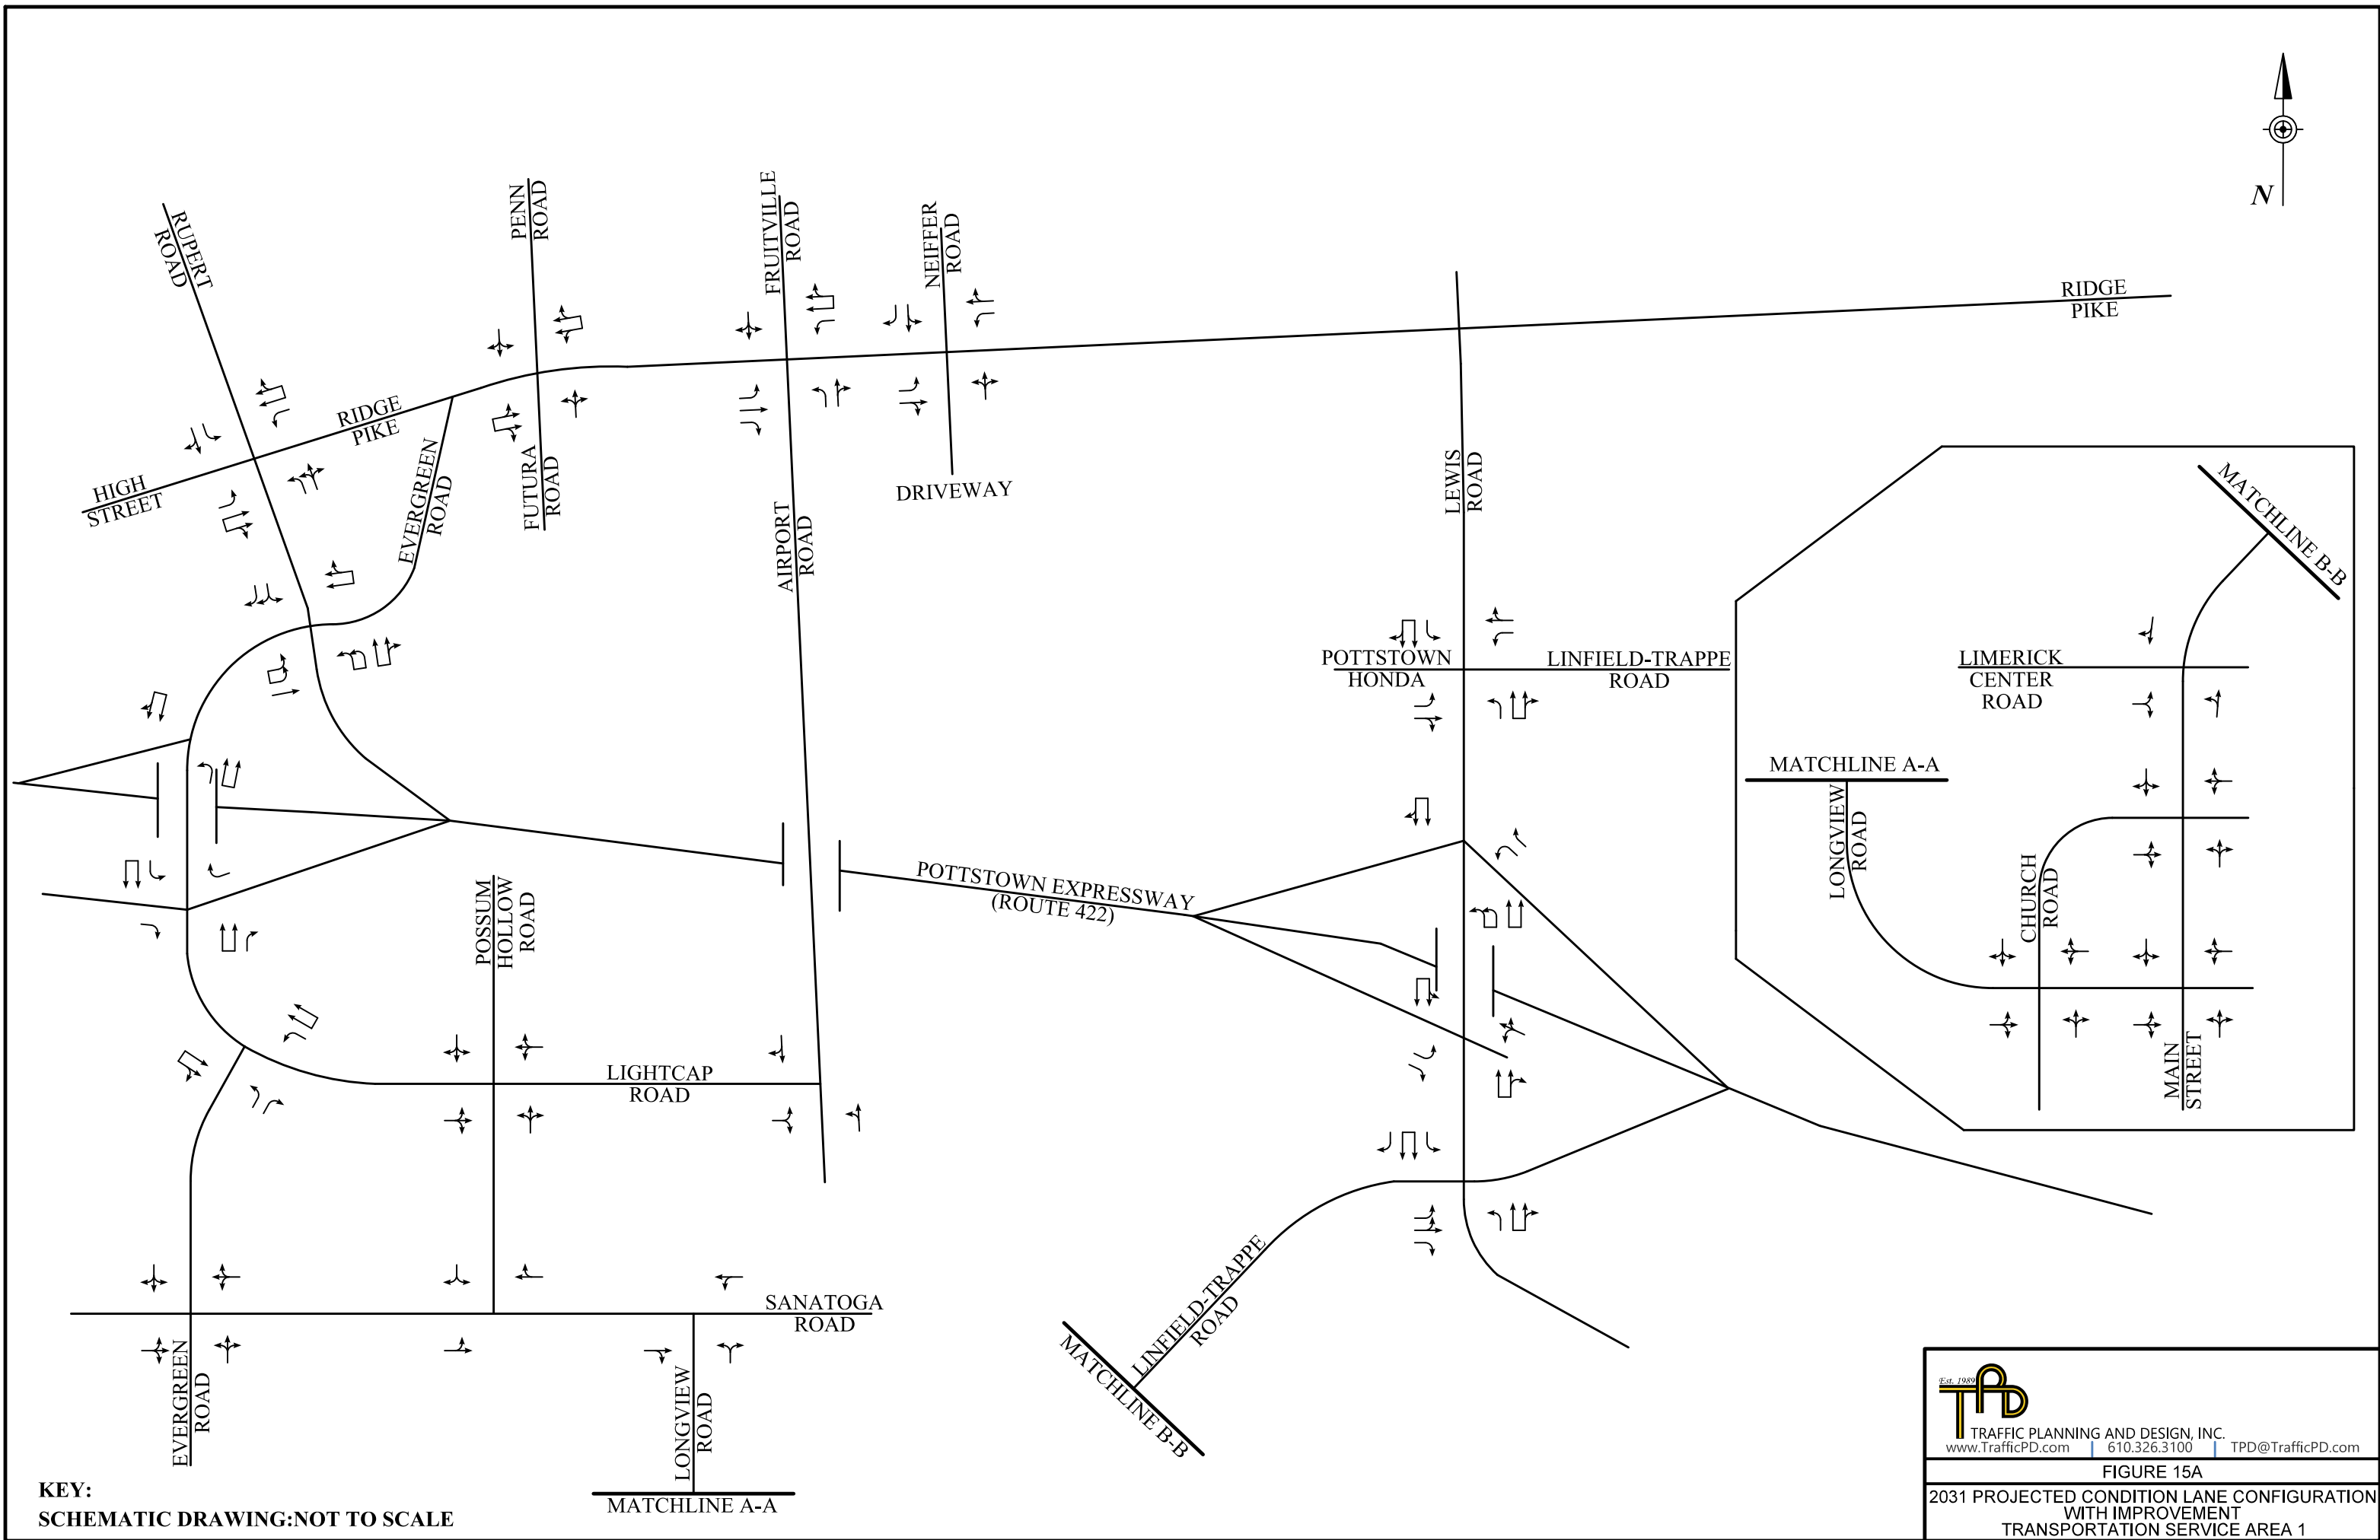 N
RUPERT
ROAD
PENN
ROAD
FRUITVILLE
ROAD
NEIFFER
ROAD
RIDGE
PIKE
RIDGE
PIKE
HIGH
STREET
EVERGREEN
ROAD
FUTURA
ROAD
AIRPORT
ROAD
DRIVEWAY
LEWIS
ROAD
MATCHLINE B-B
POTTSTOWN
HONDA
LINFIELD-TRAPPE
ROAD
LIMERICK
CENTER
ROAD
MATCHLINE A-A
LONGVIEW
ROAD
CHURCH
ROAD
MAIN
STREET
POTTSTOWN EXPRESSWAY
(ROUTE 422)
POSSUM
HOLLOW
ROAD
LIGHTCAP
ROAD
SANATOGA
ROAD
EVERGREEN
ROAD
LONGVIEW
ROAD
MATCHLINE A-A
LINFIELD-TRAPPE
ROAD
MATCHLINE B-B
KEY:
SCHEMATIC DRAWING:NOT TO SCALE
Est. 1989
TPD
TRAFFIC PLANNING AND DESIGN, INC.
www.TrafficPD.com | 610.326.3100 | TPD@TrafficPD.com
FIGURE 15A
2031 PROJECTED CONDITION LANE CONFIGURATION
WITH IMPROVEMENT
TRANSPORTATION SERVICE AREA 1